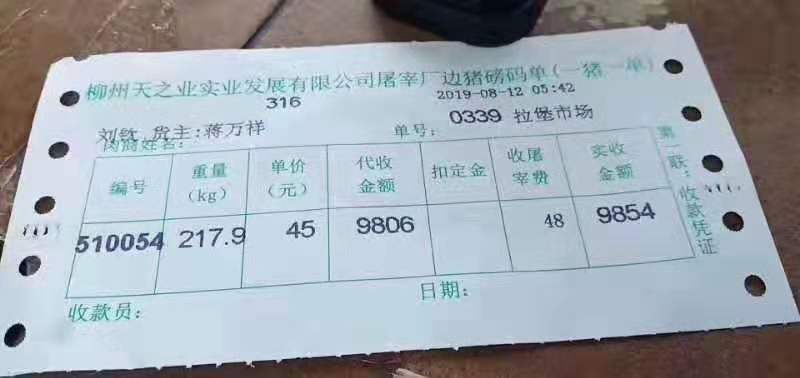 柳州天之业实业发展有限公司屠宰厂边猪磅码单(一猪一单)
316
2019-08-12 05:42
刘钦 货主:蒋万祥
肉商姓名:
单号: 0339 拉堡市场
编号 重量(kg) 单价(元) 代收金额 扣定金 收屠宰费 实收金额
510054 217.9 45 9806 48 9854
收款员: 日期:
第一联:收款凭证